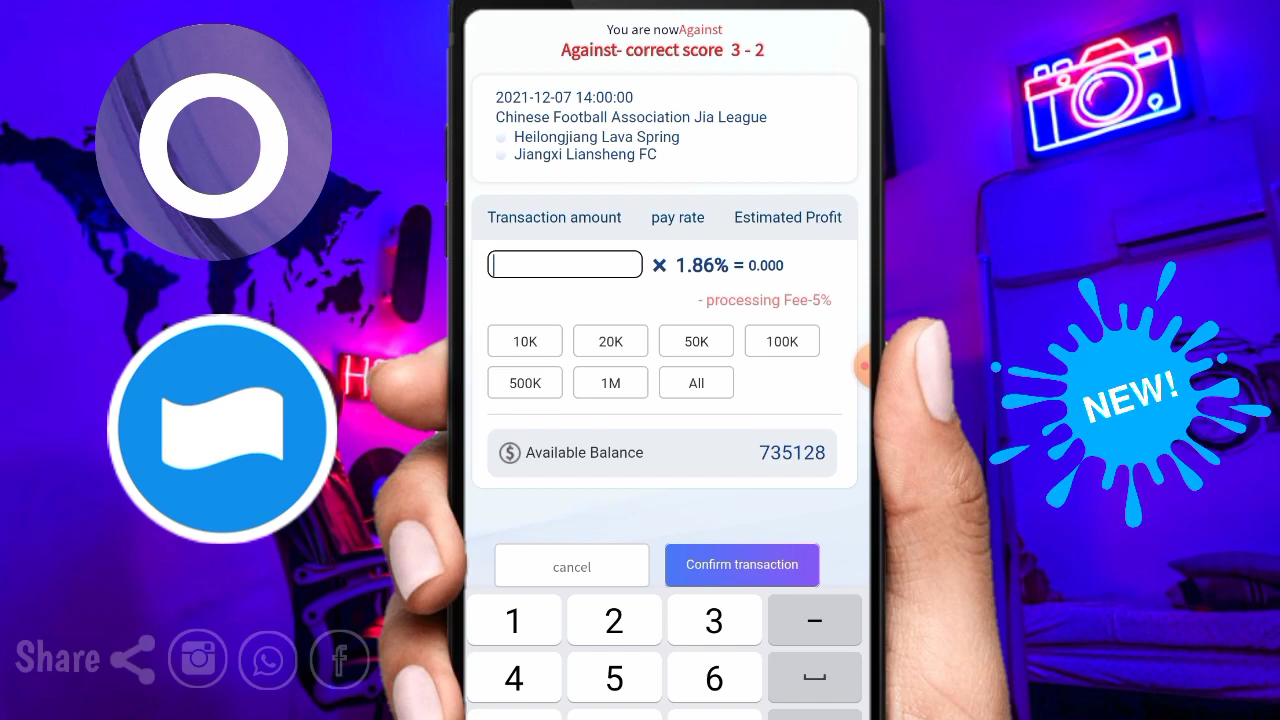 You are nowAgainst
Against- correct score 3 - 2
2021-12-07 14:00:00
Chinese Football Association Jia League
Heilongjiang Lava Spring
Jiangxi Liansheng FC
Transaction amount pay rate Estimated Profit
× 1.86% = 0.000
- processing Fee-5%
10K 20K 50K 100K
500K 1M All
Available Balance 735128
cancel Confirm transaction
1 2 3 -
4 5 6
NEW!
Share